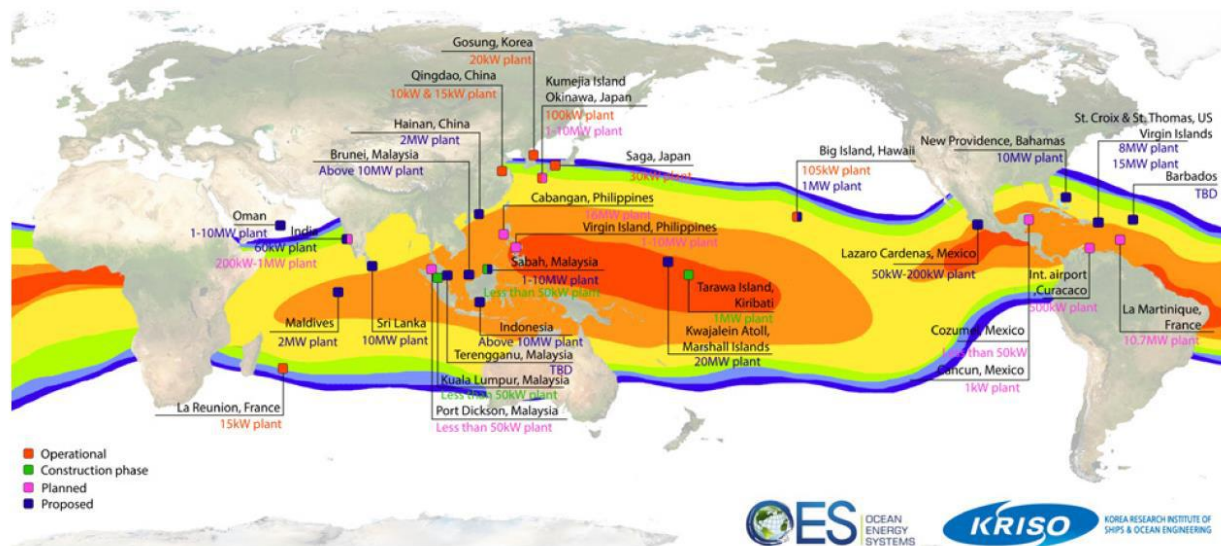 Gosung, Korea
20kW plant
Qingdao, China
10kW & 15kW plant
Kumejia Island
Okinawa, Japan
100kW plant
1-10MW plant
Hainan, China
2MW plant
Brunei, Malaysia
Above 10MW plant
Saga, Japan
30kW plant
Big Island, Hawaii
105kW plant
1MW plant
New Providence, Bahamas
10MW plant
St. Croix & St. Thomas, US
Virgin Islands
8MW plant
15MW plant
Barbados
TBD
Cabangan, Philippines
16MW plant
Virgin Island, Philippines
1-10MW plant
Oman
1-10MW plant
India
60kW plant
200kW-1MW plant
Sabah, Malaysia
1-10MW plant
Less than 50kW plant
Lazaro Cardenas, Mexico
50kW-200kW plant
Tarawa Island,
Kiribati
1MW plant
Int. airport
,Curacaco
500kW plant
Maldives
2MW plant
Sri Lanka
10MW plant
Indonesia
Above 10MW plant
Kwajalein Atoll,
Marshall Islands
20MW plant
La Martinique,
France
10.7MW plant
Cozumel, Mexico
Less than 50kW
Terengganu, Malaysia
TBD
Cancun, Mexico
1kW plant
Kuala Lumpur, Malaysia
Less than 50kW plant
La Reunion, France
15kW plant
Port Dickson, Malaysia
Less than 50kW plant
Operational
Construction phase
Planned
Proposed
OES
OCEAN
ENERGY
SYSTEMS
KRISO
KOREA RESEARCH INSTITUTE OF
SHIPS & OCEAN ENGINEERING